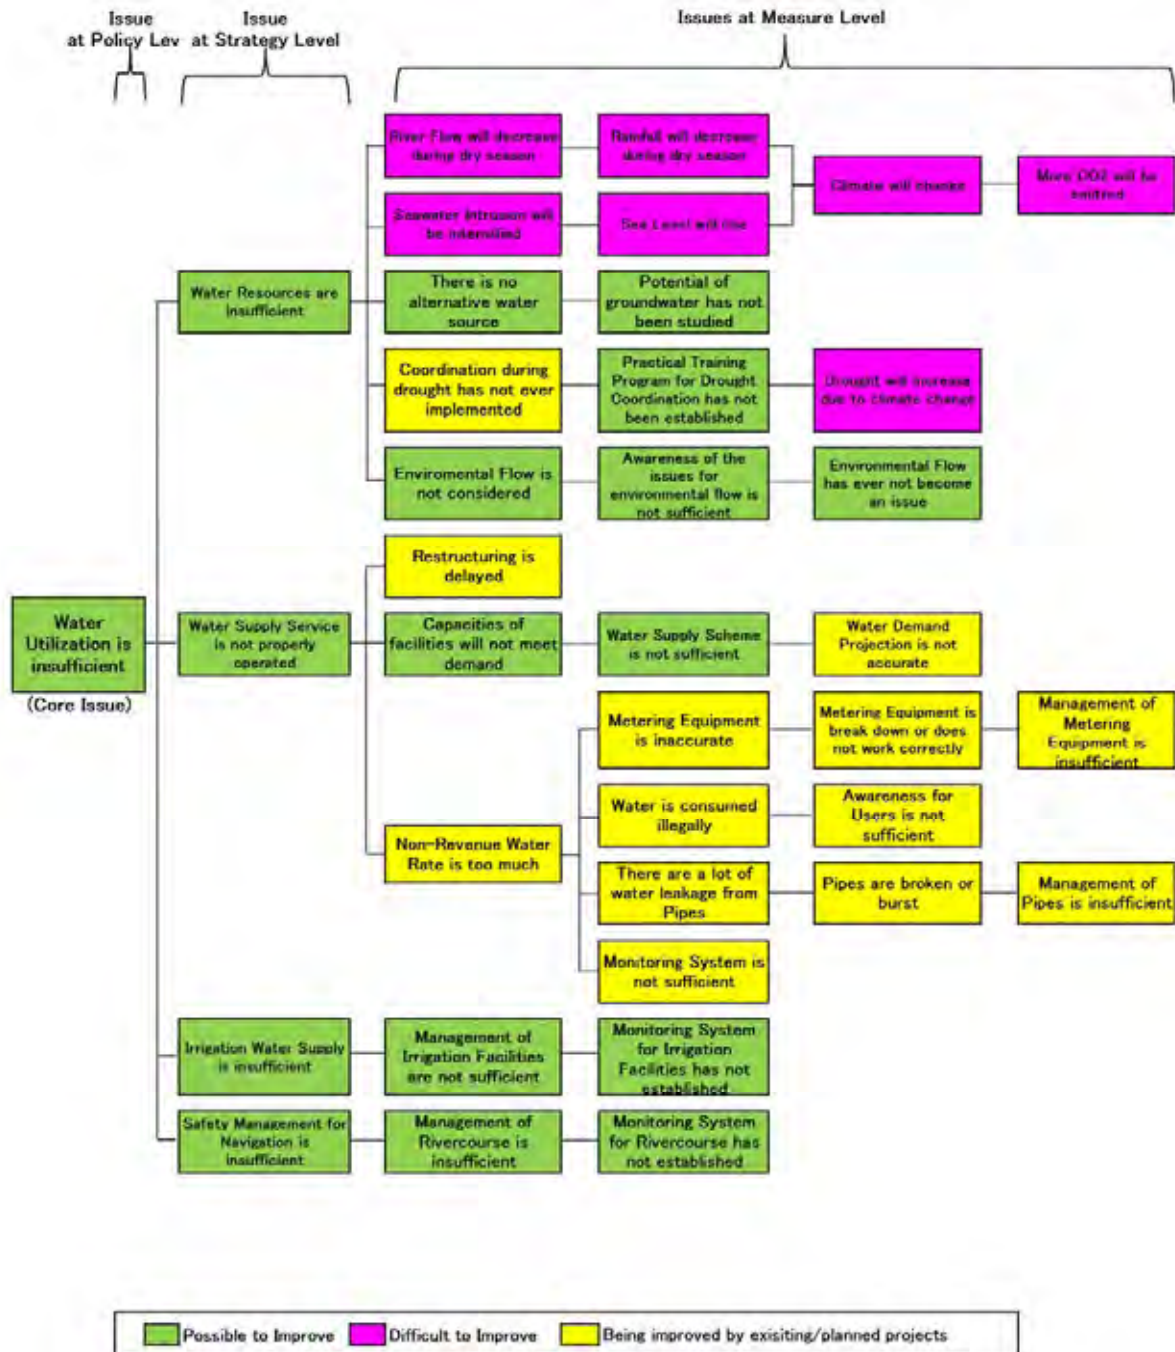 Issue
at Policy Lev
Issue
at Strategy Level
Issues at Measure Level
River Flow will decrease
during dry season
Rainfall will decrease
during dry season
Climate will change
More CO2 will be
emitted
Seawater Intrusion will
be intensified
Sea Level will rise
Water Resources are
insufficient
There is no
alternative water
source
Potential of
groundwater has not
been studied
Coordination during
drought has not ever
implemented
Practical Training
Program for Drought
Coordination has not
been established
Drought will increase
due to climate change
Enviromental Flow is
not considered
Awareness of the
issues for
environmental flow is
not sufficient
Environmental Flow
has ever not become
an issue
Restructuring is
delayed
Water
Utilization is
insufficient
(Core Issue)
Water Supply Service
is not properly
operated
Capacities of
facilities will not meet
demand
Water Supply Scheme
is not sufficient
Water Demand
Projection is not
accurate
Metering Equipment
is inaccurate
Metering Equipment is
break down or does
not work correctly
Management of
Metering
Equipment is
insufficient
Water is consumed
illegally
Awareness for
Users is not
sufficient
Non-Revenue Water
Rate is too much
There are a lot of
water leakage from
Pipes
Pipes are broken or
burst
Management of
Pipes is insufficient
Monitoring System is
not sufficient
Irrigation Water Supply
is insufficient
Management of
Irrigation Facilities
are not sufficient
Monitoring System
for Irrigation
Facilities has not
established
Safety Management for
Navigation is
insufficient
Management of
Rivercourse is
insufficient
Monitoring System
for Rivercourse has
not established
Possible to Improve
Difficult to Improve
Being improved by exisiting/planned projects